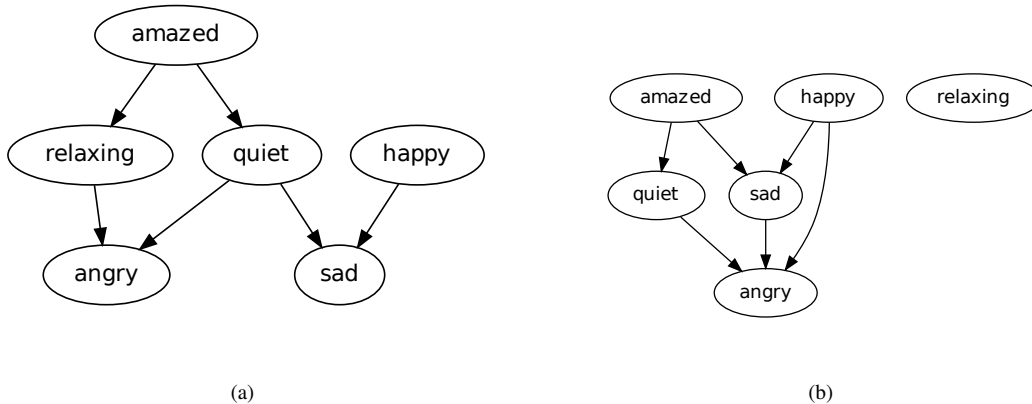 amazed
relaxing
quiet
happy
angry
sad
(a)
amazed
happy
relaxing
quiet
sad
angry
(b)